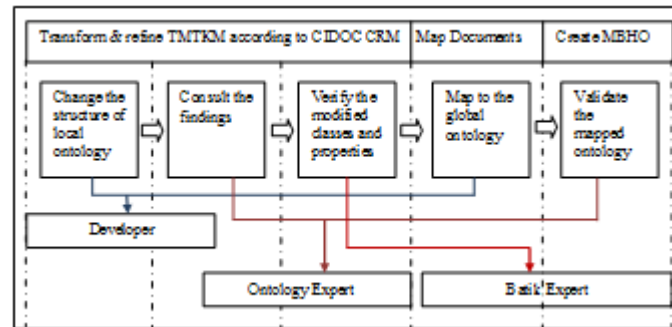 Transform & refine TMTKM according to CIDOC CRM
Map Documents
Create MBHO
Change the
structure of
local
ontology
Consult the
findings
Verify the
modified
classes and
properties
Map to the
global
ontology
Validate
the
mapped
ontology
Developer
Ontology Expert
Batik Expert